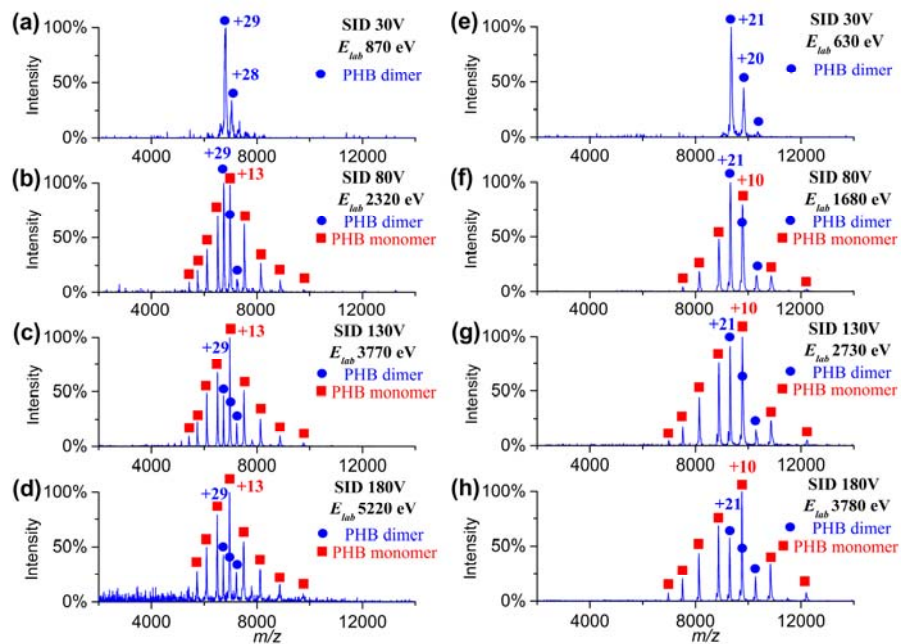 (a)
SID 30V
E_lab 870 eV
PHB dimer
+29
+28
Intensity
100%
50%
0%
4000 8000 12000
(b)
SID 80V
E_lab 2320 eV
PHB dimer
PHB monomer
+29
+13
Intensity
100%
50%
0%
4000 8000 12000
(c)
SID 130V
E_lab 3770 eV
PHB dimer
PHB monomer
+29
+13
Intensity
100%
50%
0%
4000 8000 12000
(d)
SID 180V
E_lab 5220 eV
PHB dimer
PHB monomer
+29
+13
Intensity
100%
50%
0%
4000 8000 12000
m/z
(e)
SID 30V
E_lab 630 eV
PHB dimer
+21
+20
Intensity
100%
50%
0%
4000 8000 12000
(f)
SID 80V
E_lab 1680 eV
PHB dimer
PHB monomer
+21
+10
Intensity
100%
50%
0%
4000 8000 12000
(g)
SID 130V
E_lab 2730 eV
PHB dimer
PHB monomer
+21
+10
Intensity
100%
50%
0%
4000 8000 12000
(h)
SID 180V
E_lab 3780 eV
PHB dimer
PHB monomer
+21
+10
Intensity
100%
50%
0%
4000 8000 12000
m/z